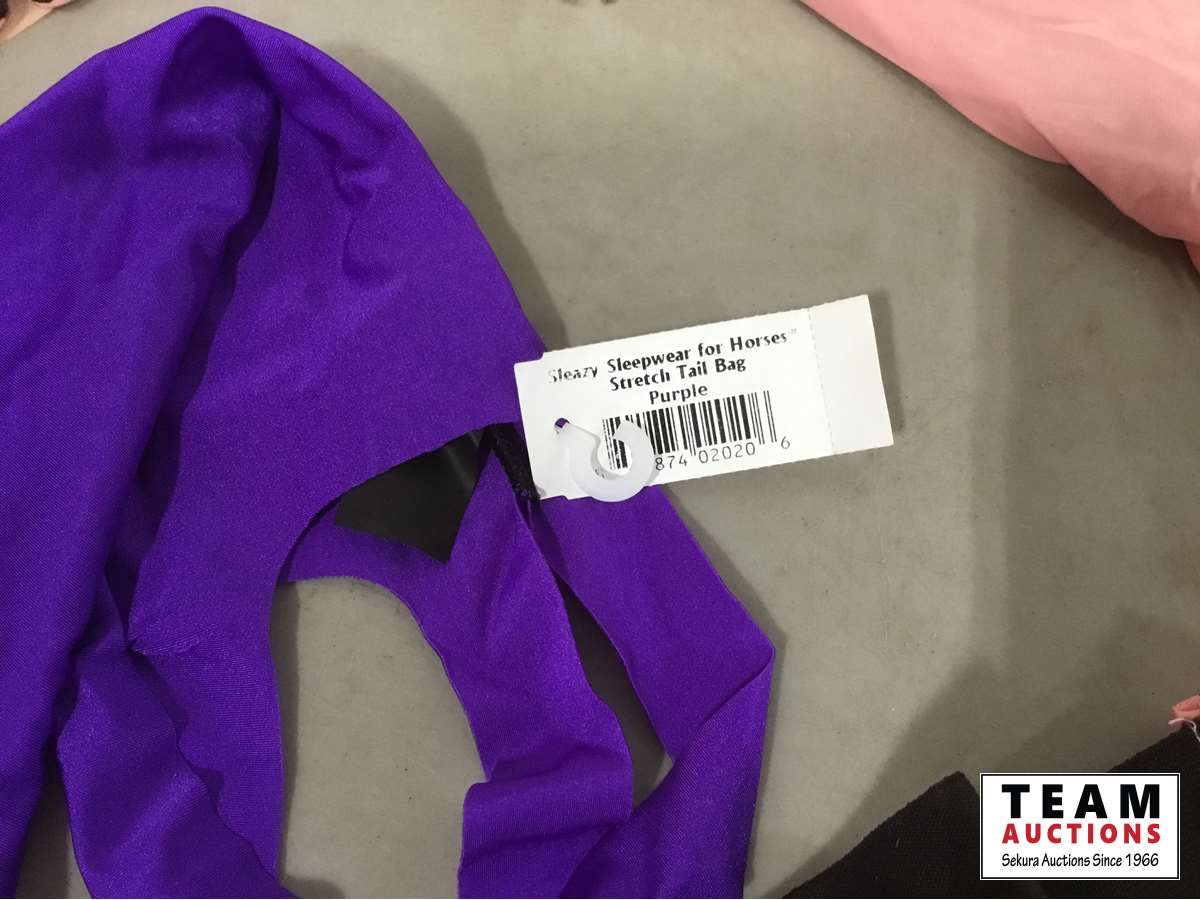 Sleazy Sleepwear for Horses™
Stretch Tail Bag
Purple
874 02020 6
TEAM
AUCTIONS
Sekura Auctions Since 1966